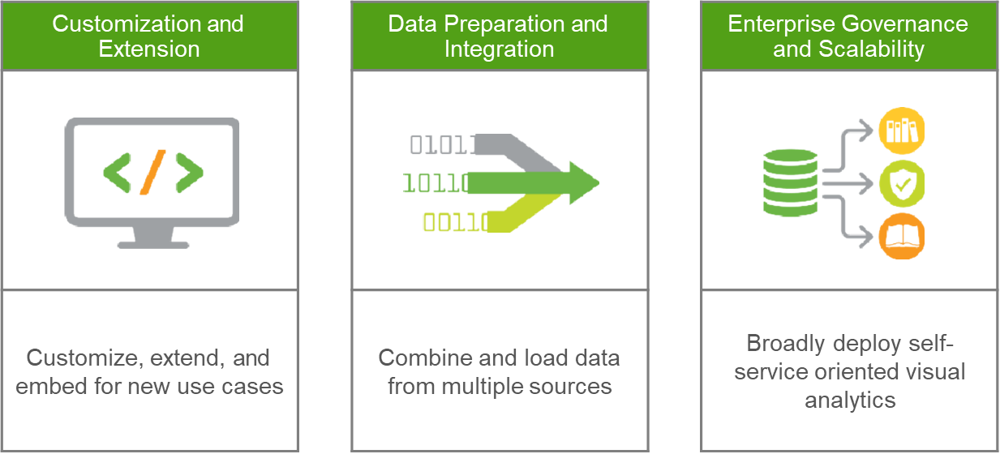 Customization and
Extension
</>
01011
10110
00110
Customize, extend, and
embed for new use cases
Data Preparation and
Integration
Combine and load data
from multiple sources
Enterprise Governance
and Scalability
Broadly deploy self-
service oriented visual
analytics